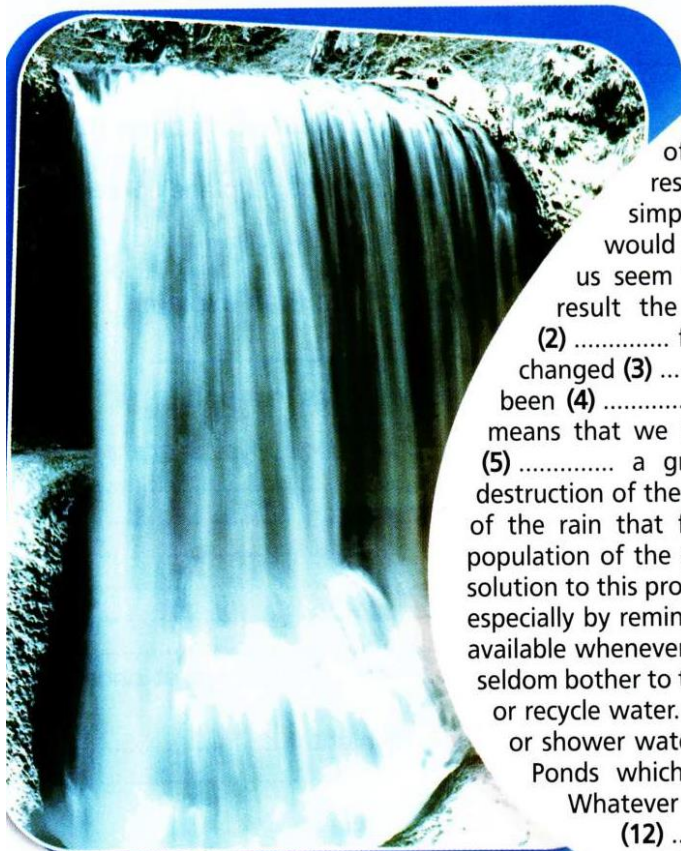 of
res
simp
would
us seem
result the
(2) ..............
changed (3) ...
been (4) ..............
means that we
(5) .............. a gr
destruction of the
of the rain that f
population of the
solution to this pro
especially by remin
available whenever
seldom bother to t
or recycle water.
or shower wate
Ponds which
Whatever
(12) ..